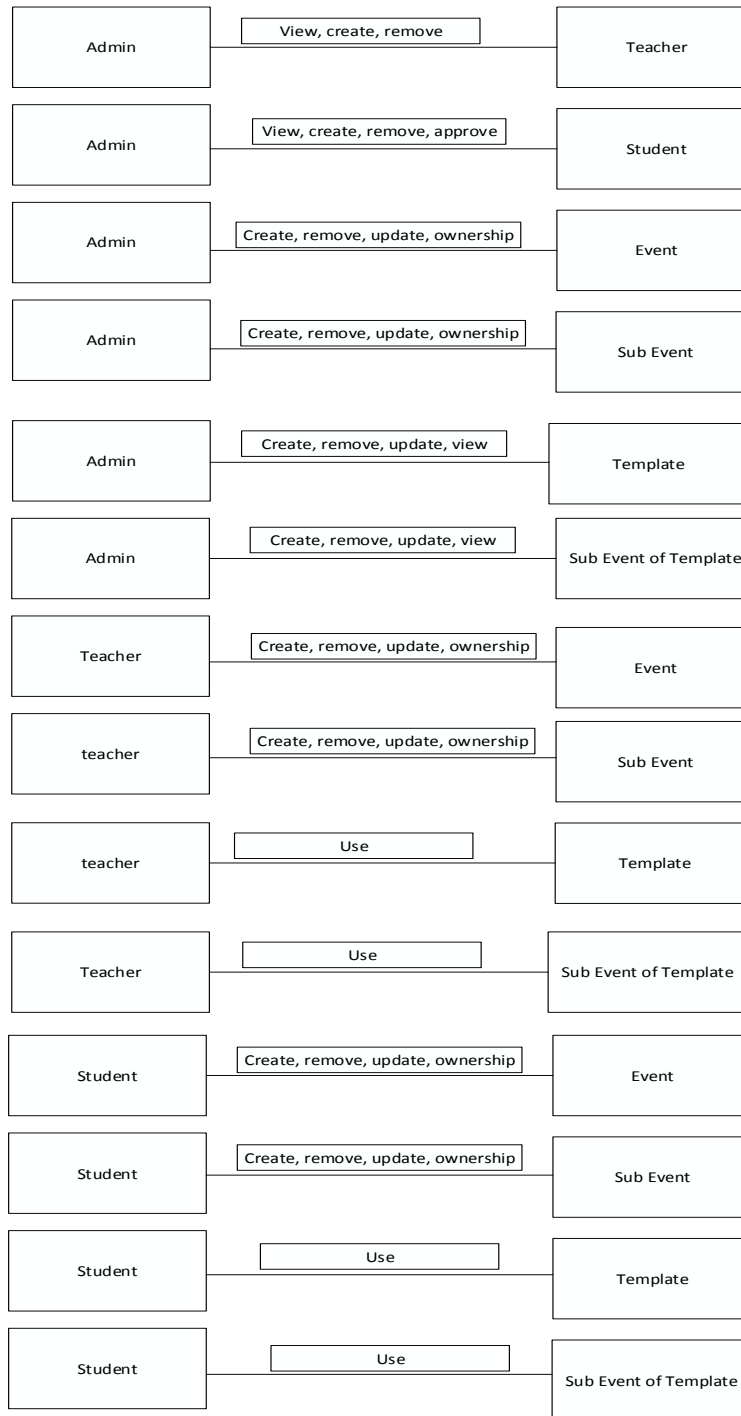 Admin
View, create, remove
Teacher
Admin
View, create, remove, approve
Student
Admin
Create, remove, update, ownership
Event
Admin
Create, remove, update, ownership
Sub Event
Admin
Create, remove, update, view
Template
Admin
Create, remove, update, view
Sub Event of Template
Teacher
Create, remove, update, ownership
Event
teacher
Create, remove, update, ownership
Sub Event
teacher
Use
Template
Teacher
Use
Sub Event of Template
Student
Create, remove, update, ownership
Event
Student
Create, remove, update, ownership
Sub Event
Student
Use
Template
Student
Use
Sub Event of Template